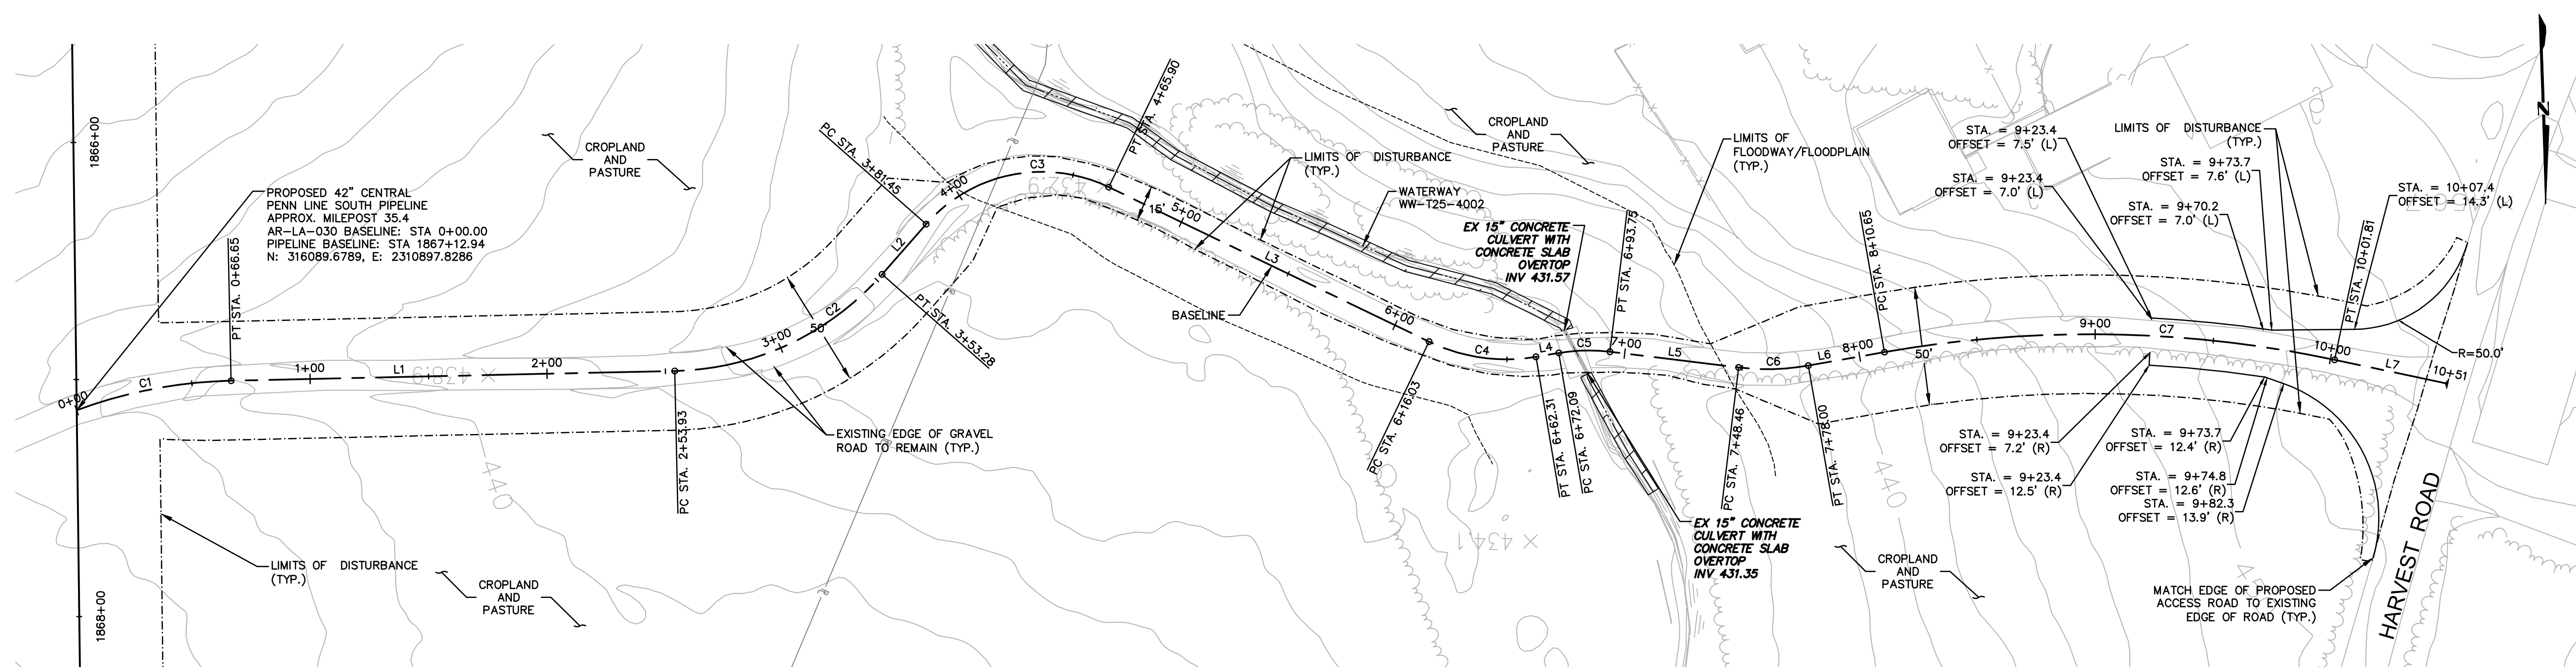 1866+00
1868+00
PROPOSED 42" CENTRAL
PENN LINE SOUTH PIPELINE
APPROX. MILEPOST 35.4
AR-LA-030 BASELINE: STA 0+00.00
PIPELINE BASELINE: STA 1867+12.94
N: 316089.6789, E: 2310897.8286
0+00
C1
PT STA. 0+66.65
1+00
L1
438.9
2+00
PC STA. 2+53.93
3+00
50'
C2
PT STA. 3+53.28
L2
PC STA. 3+81.45
4+00
C3
432.9
PT STA. 4+65.90
15'
5+00
L3
6+00
PC STA. 6+16.03
C4
PT STA. 6+62.31
L4
PC STA. 6+72.09
C5
PT STA. 6+93.75
7+00
L5
PC STA. 7+48.46
C6
PT STA. 7+78.00
L6
8+00
PC STA. 8+10.65
50'
9+00
C7
10+00
PT STA. 10+01.81
L7
10+51
CROPLAND
AND
PASTURE
LIMITS OF DISTURBANCE
(TYP.)
CROPLAND
AND
PASTURE
440
EXISTING EDGE OF GRAVEL
ROAD TO REMAIN (TYP.)
LIMITS OF DISTURBANCE
(TYP.)
WATERWAY
WW-T25-4002
BASELINE
CROPLAND
AND
PASTURE
EX 15" CONCRETE
CULVERT WITH
CONCRETE SLAB
OVERTOP
INV 431.57
LIMITS OF
FLOODWAY/FLOODPLAIN
(TYP.)
434.1
EX 15" CONCRETE
CULVERT WITH
CONCRETE SLAB
OVERTOP
INV 431.35
CROPLAND
AND
PASTURE
440
STA. = 9+23.4
OFFSET = 7.5' (L)
STA. = 9+23.4
OFFSET = 7.0' (L)
LIMITS OF DISTURBANCE
(TYP.)
STA. = 9+73.7
OFFSET = 7.6' (L)
STA. = 9+70.2
OFFSET = 7.0' (L)
STA. = 10+07.4
OFFSET = 14.3' (L)
R=50.0'
STA. = 9+23.4
OFFSET = 7.2' (R)
STA. = 9+23.4
OFFSET = 12.5' (R)
STA. = 9+73.7
OFFSET = 12.4' (R)
STA. = 9+74.8
OFFSET = 12.6' (R)
STA. = 9+82.3
OFFSET = 13.9' (R)
MATCH EDGE OF PROPOSED
ACCESS ROAD TO EXISTING
EDGE OF ROAD (TYP.)
HARVEST ROAD
N